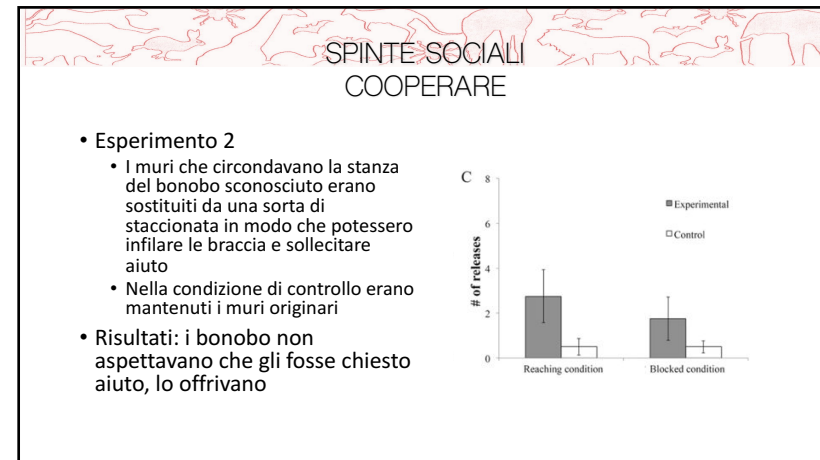 SPINTE SOCIALI
COOPERARE
• Esperimento 2
• I muri che circondavano la stanza
del bonobo sconosciuto erano
sostituiti da una sorta di
staccionata in modo che potessero
infilare le braccia e sollecitare
aiuto
• Nella condizione di controllo erano
mantenuti i muri originari
• Risultati: i bonobo non
aspettavano che gli fosse chiesto
aiuto, lo offrivano
C
# of releases
8
6
4
2
0
Experimental
Control
Reaching condition
Blocked condition